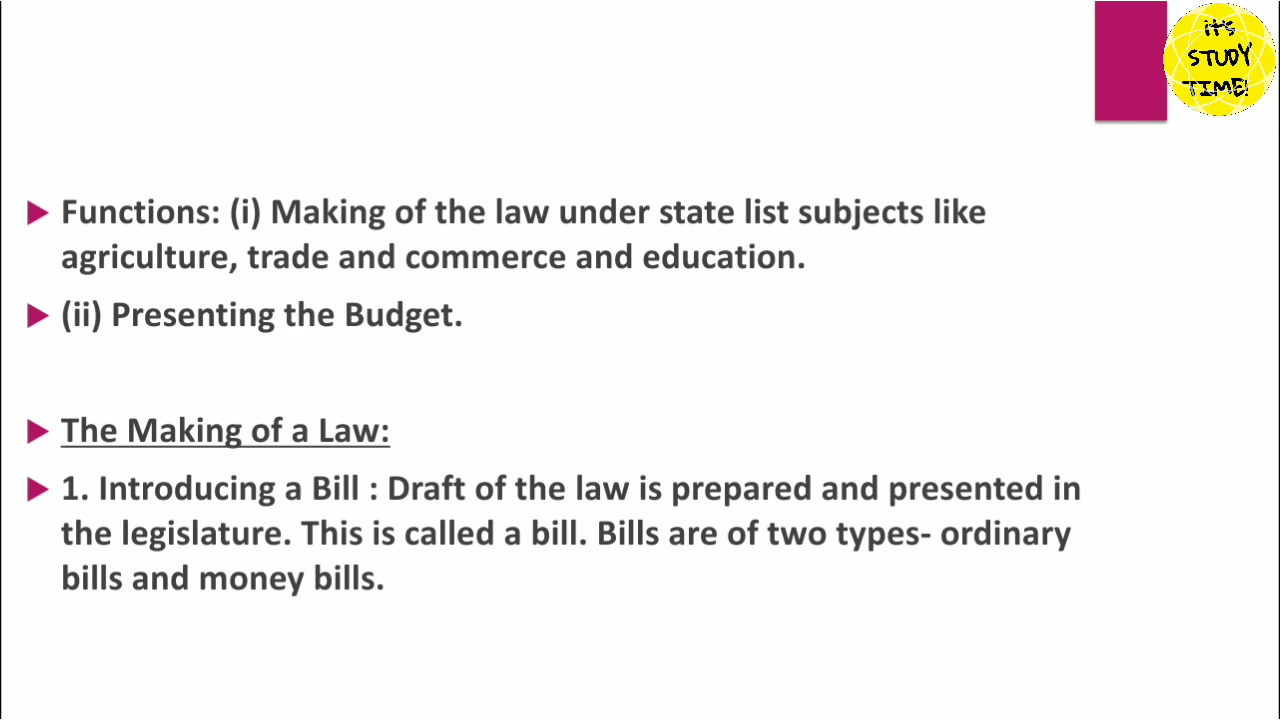 it's
STUDY
TIME!
Functions: (i) Making of the law under state list subjects like
agriculture, trade and commerce and education.
(ii) Presenting the Budget.
The Making of a Law:
1. Introducing a Bill : Draft of the law is prepared and presented in
the legislature. This is called a bill. Bills are of two types- ordinary
bills and money bills.